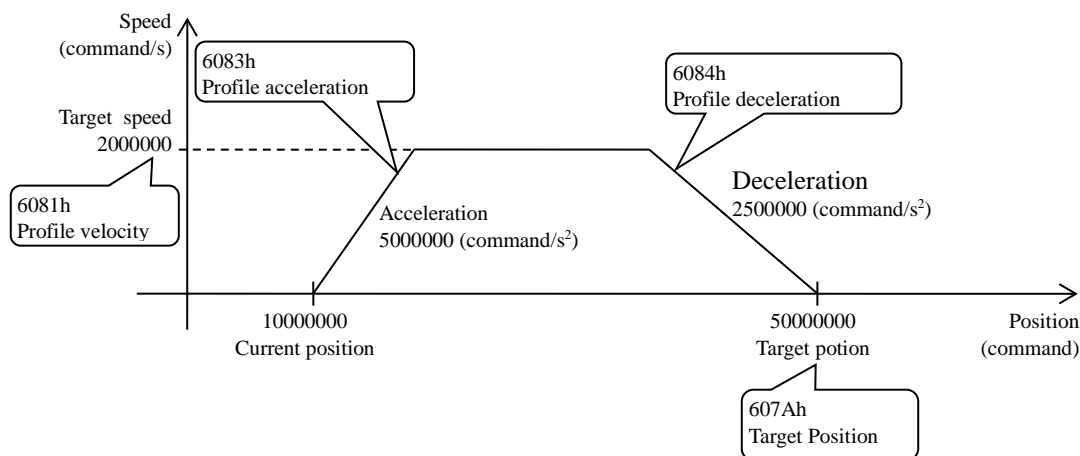 Speed
(command/s)
6083h
Profile acceleration
6084h
Profile deceleration
Target speed
2000000
6081h
Profile velocity
Acceleration
5000000 (command/s²)
Deceleration
2500000 (command/s²)
10000000
Current position
50000000
Target potion
Position
(command)
607Ah
Target Position